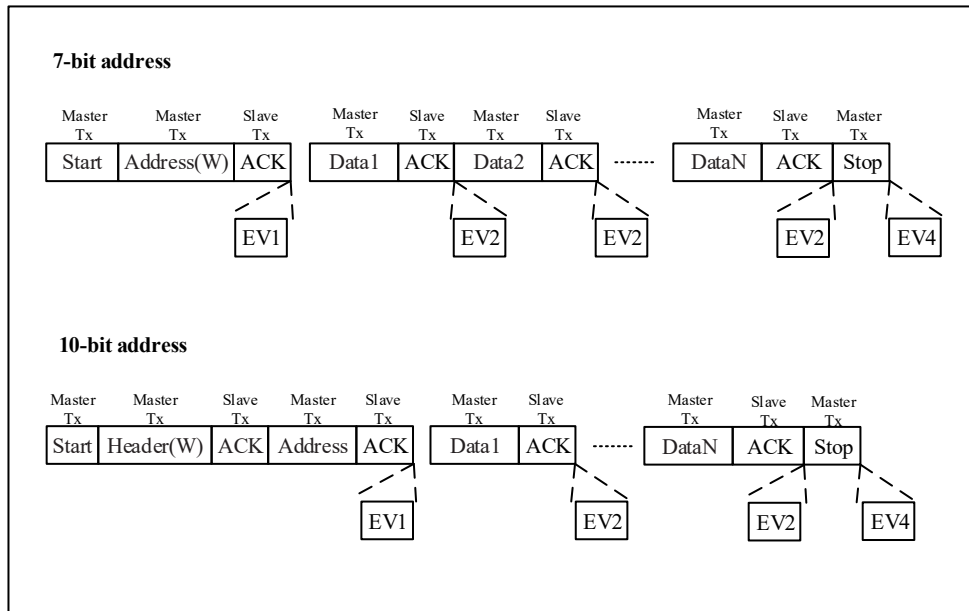 7-bit address
Master Tx Master Tx Slave Tx Master Tx Slave Tx Master Tx Slave Tx Master Tx Slave Tx Master Tx
Start Address(W) ACK Data1 ACK Data2 ACK DataN ACK Stop
EV1 EV2 EV2 EV2 EV4
10-bit address
Master Tx Master Tx Slave Tx Master Tx Slave Tx Master Tx Slave Tx Master Tx Slave Tx Master Tx
Start Header(W) ACK Address ACK Data1 ACK DataN ACK Stop
EV1 EV2 EV2 EV4